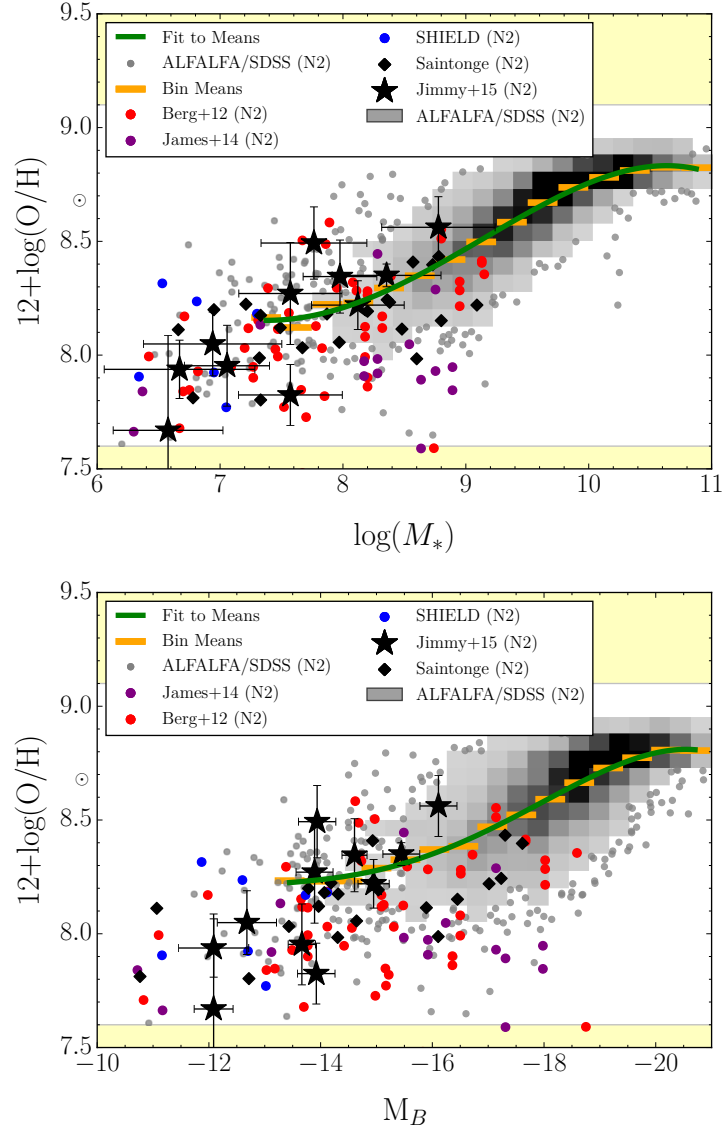 9.5
9.0
8.5
8.0
7.5
12+log(O/H)
☉
Fit to Means
ALFALFA/SDSS (N2)
Bin Means
Berg+12 (N2)
James+14 (N2)
SHIELD (N2)
Saintonge (N2)
Jimmy+15 (N2)
ALFALFA/SDSS (N2)
6 7 8 9 10 11
log(M*)
9.5
9.0
8.5
8.0
7.5
12+log(O/H)
☉
Fit to Means
Bin Means
ALFALFA/SDSS (N2)
James+14 (N2)
Berg+12 (N2)
SHIELD (N2)
Jimmy+15 (N2)
Saintonge (N2)
ALFALFA/SDSS (N2)
−10 −12 −14 −16 −18 −20
M_B